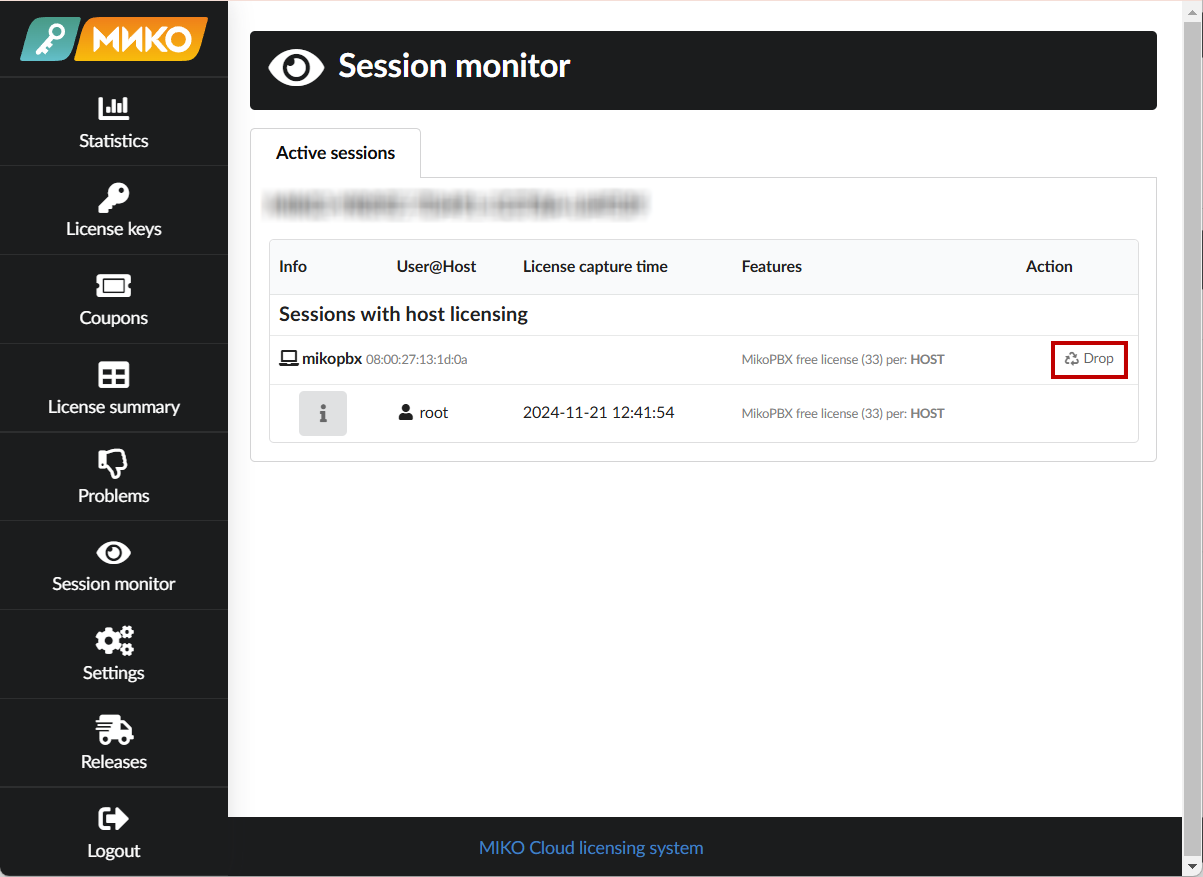 МИКО
Statistics
License keys
Coupons
License summary
Problems
Session monitor
Settings
Releases
Logout
Session monitor
Active sessions
Info User@Host License capture time Features Action
Sessions with host licensing
mikopbx 08:00:27:13:1d:0a MikoPBX free license (33) per: HOST Drop
root 2024-11-21 12:41:54 MikoPBX free license (33) per: HOST
MIKO Cloud licensing system